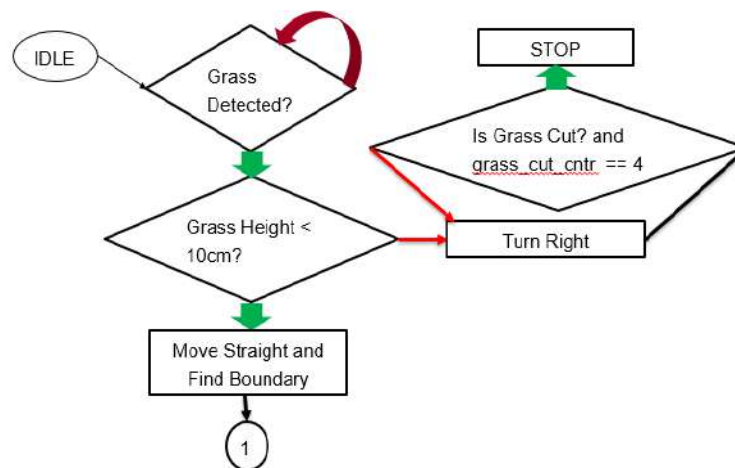 IDLE
Grass
Detected?
STOP
Is Grass Cut? and
grass_cut_cntr == 4
Grass Height <
10cm?
Turn Right
Move Straight and
Find Boundary
1